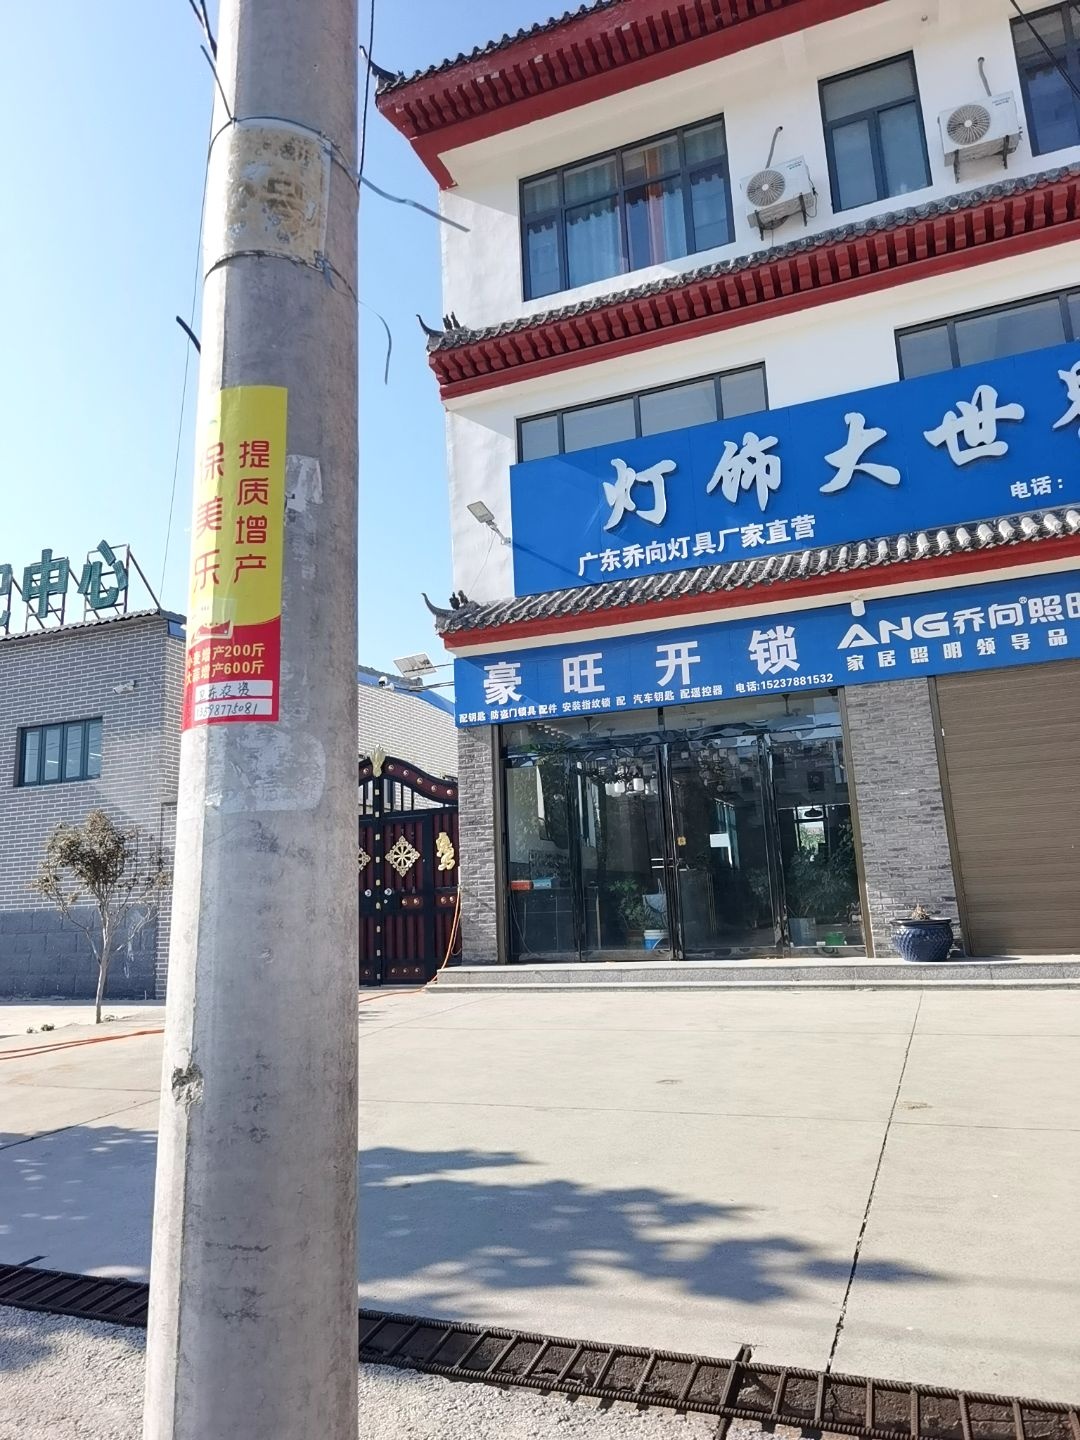 灯饰大世界
广东乔向灯具厂家直营
电话：
豪旺开锁
配钥匙 防盗门锁具配件 安装指纹锁 配 汽车钥匙 配遥控器 电话:15237881532
ANG乔向®照明
家居照明领导品
提质增产
保美乐
小麦增产200斤
增产600斤
农资
13598775081
中心